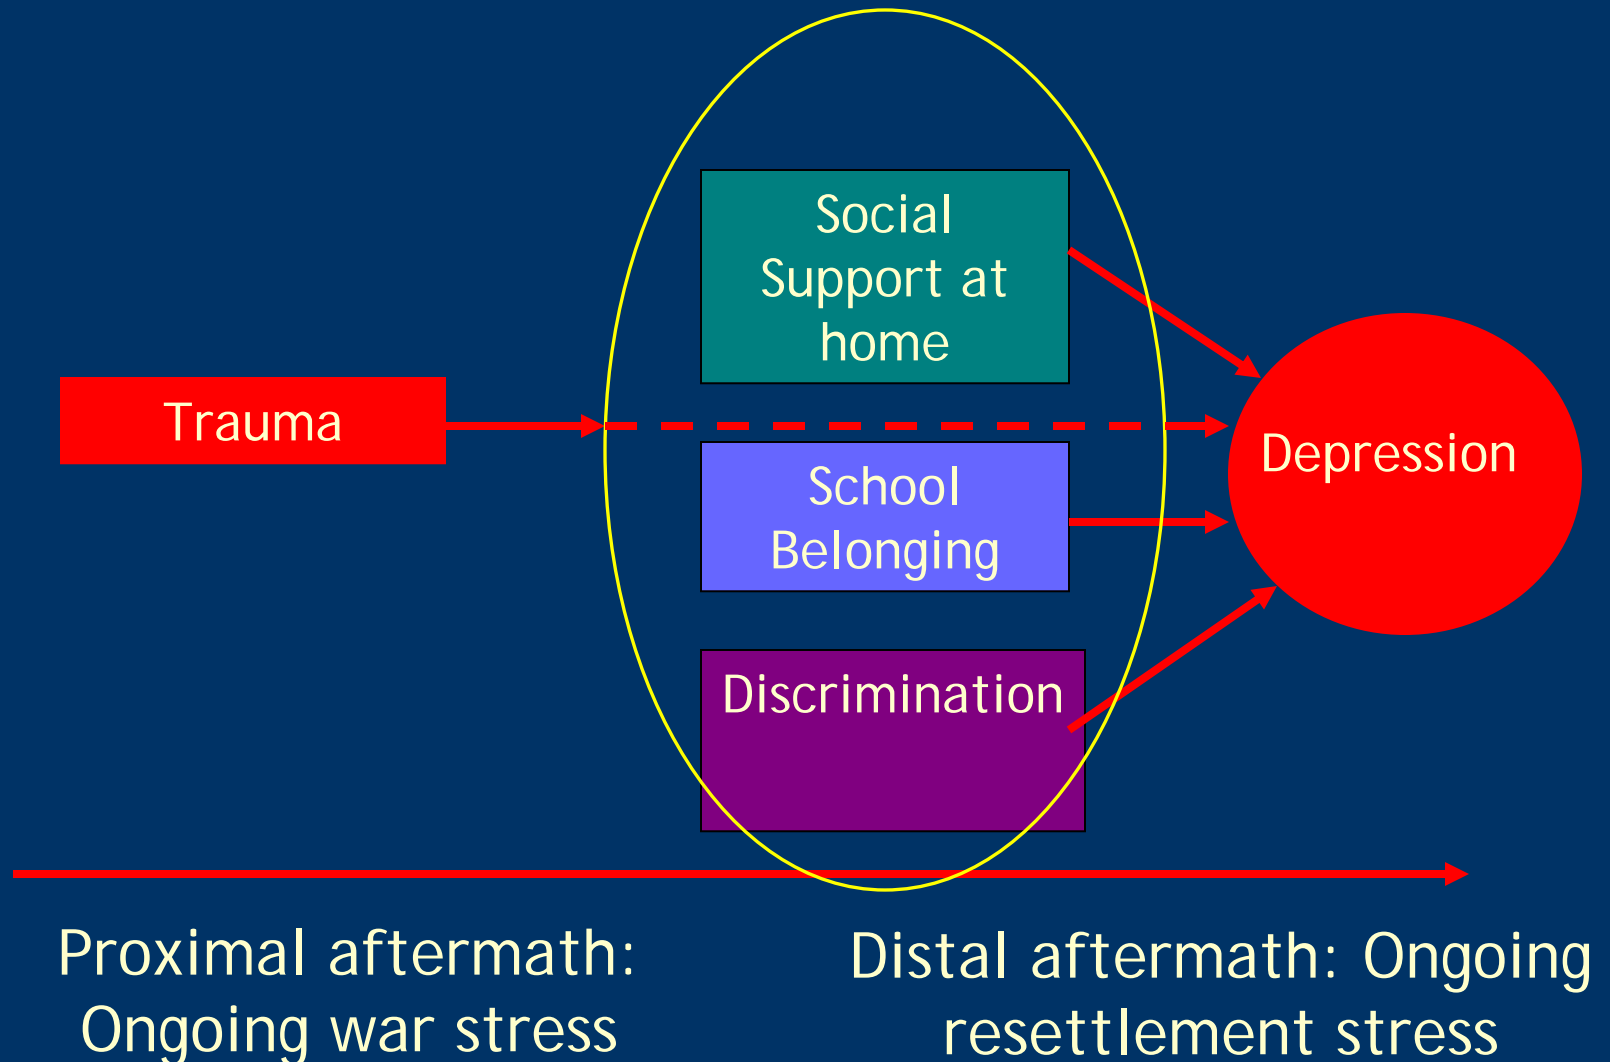 Social
Support at
home
Trauma
Depression
School
Belonging
Discrimination
Proximal aftermath:
Ongoing war stress
Distal aftermath: Ongoing
resettlement stress